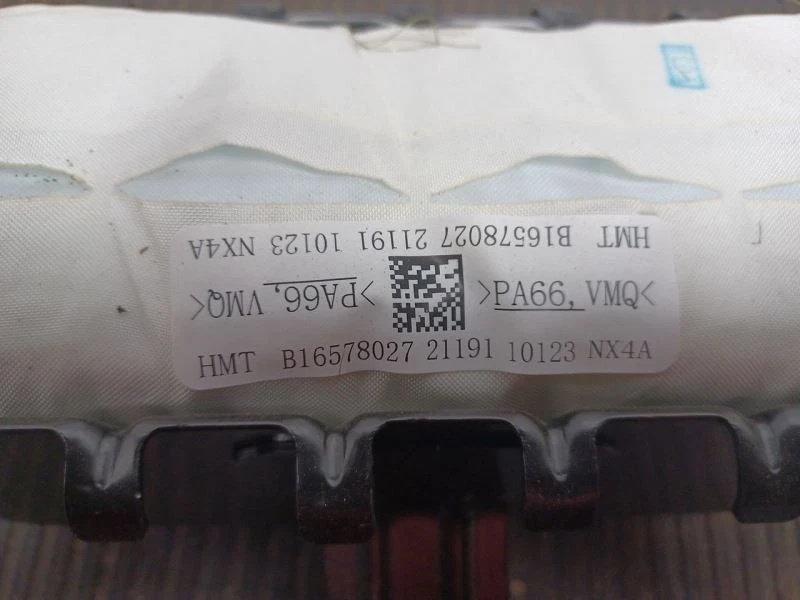 HMT B16578027 21191 10123 NX4A
>PA66, VMQ<
>PA66, VMQ<
HMT B16578027 21191 10123 NX4A